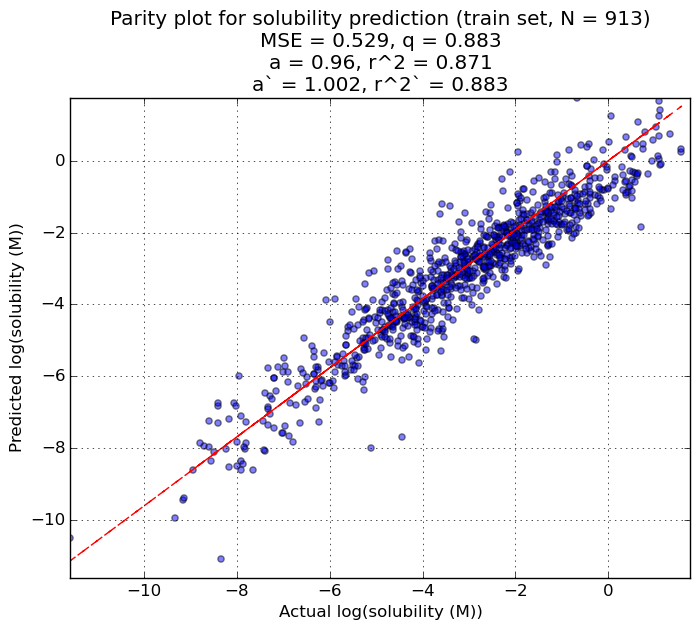 Parity plot for solubility prediction (train set, N = 913)
MSE = 0.529, q = 0.883
a = 0.96, r^2 = 0.871
a` = 1.002, r^2` = 0.883
Predicted log(solubility (M))
0
−2
−4
−6
−8
−10
−10 −8 −6 −4 −2 0
Actual log(solubility (M))